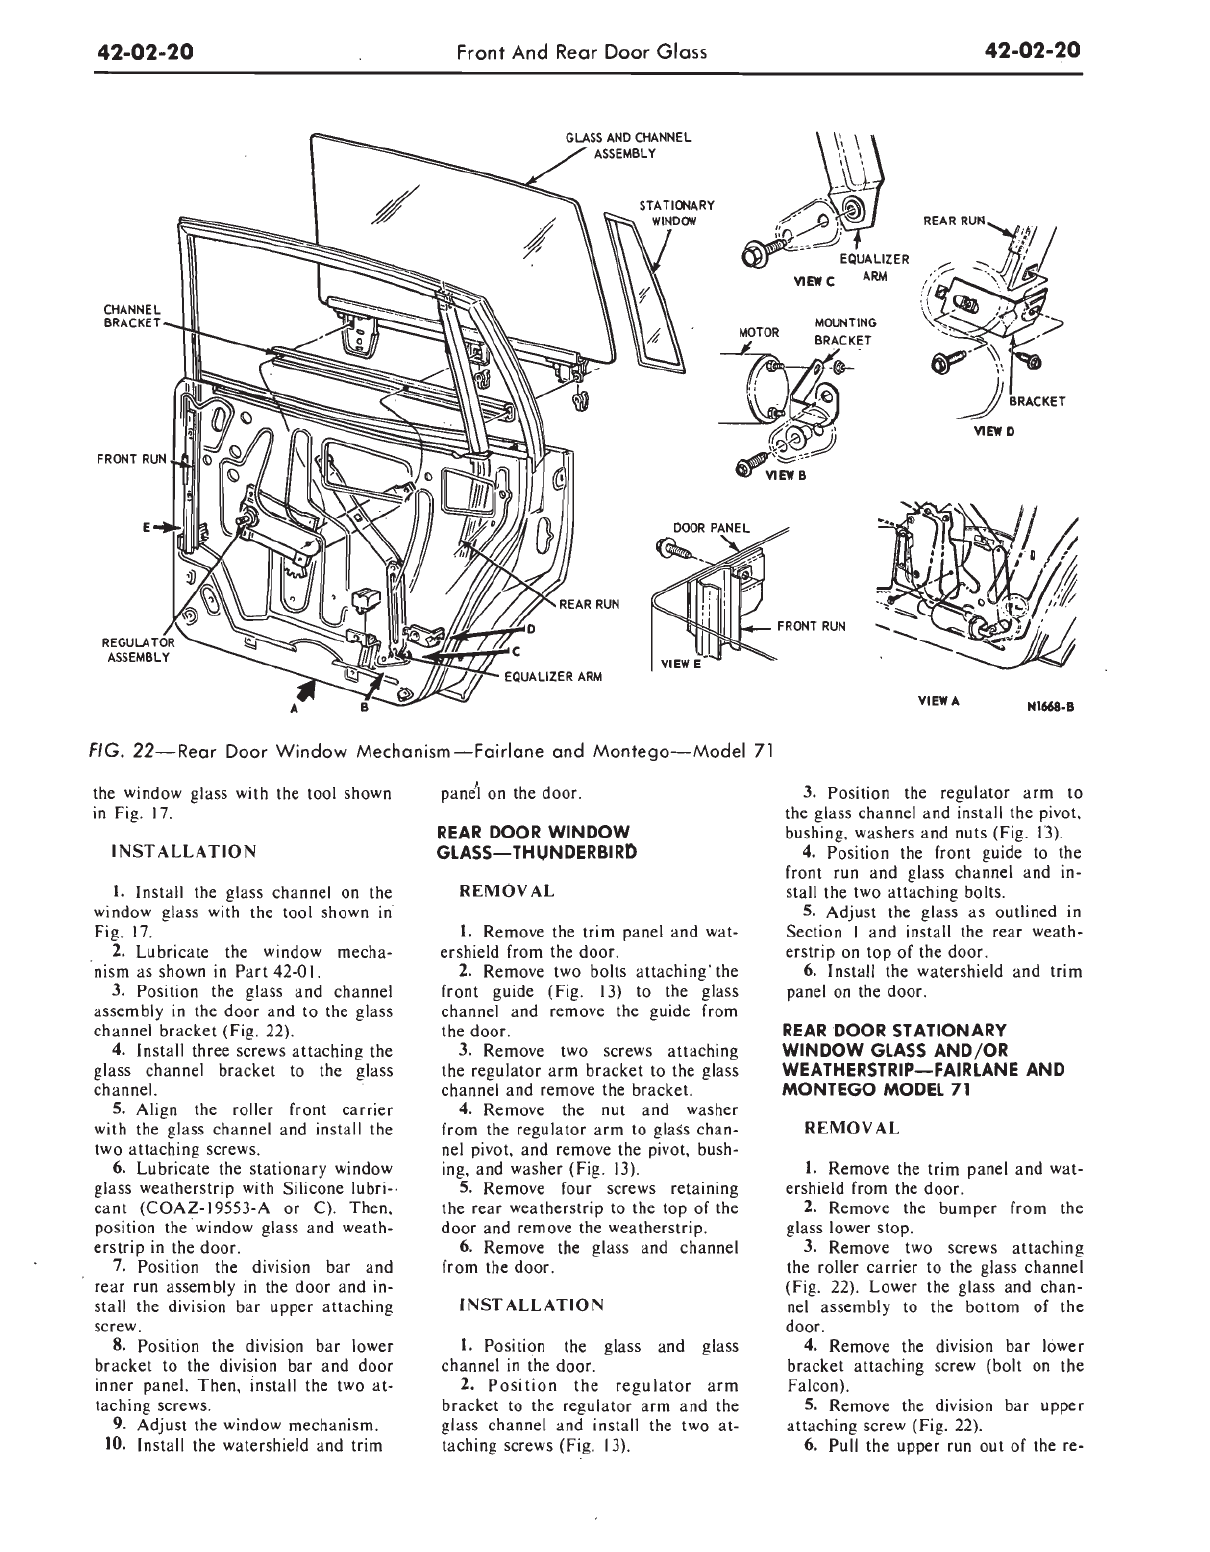 42-02-20
Front And Rear Door Glass
42-02-20
GLASS AND CHANNEL
ASSEMBLY
STATIONARY
WINDOW
REAR RUN
EQUALIZER
ARM
VIEW C
CHANNEL
BRACKET
MOTOR
MOUNTING
BRACKET
BRACKET
VIEW D
FRONT RUN
VIEW B
E
DOOR PANEL
REAR RUN
FRONT RUN
D
REGULATOR
ASSEMBLY
C
VIEW E
EQUALIZER ARM
A
B
VIEW A
N1668-B
FIG. 22—Rear Door Window Mechanism—Fairlane and Montego—Model 71
the window glass with the tool shown
in Fig. 17.
INSTALLATION
1. Install the glass channel on the
window glass with the tool shown in
Fig. 17.
2. Lubricate the window mecha-
nism as shown in Part 42-01.
3. Position the glass and channel
assembly in the door and to the glass
channel bracket (Fig. 22).
4. Install three screws attaching the
glass channel bracket to the glass
channel.
5. Align the roller front carrier
with the glass channel and install the
two attaching screws.
6. Lubricate the stationary window
glass weatherstrip with Silicone lubri-
cant (COAZ-19553-A or C). Then,
position the window glass and weath-
erstrip in the door.
7. Position the division bar and
rear run assembly in the door and in-
stall the division bar upper attaching
screw.
8. Position the division bar lower
bracket to the division bar and door
inner panel. Then, install the two at-
taching screws.
9. Adjust the window mechanism.
10. Install the watershield and trim
panel on the door.
REAR DOOR WINDOW
GLASS—THUNDERBIRD
REMOVAL
1. Remove the trim panel and wat-
ershield from the door.
2. Remove two bolts attaching the
front guide (Fig. 13) to the glass
channel and remove the guide from
the door.
3. Remove two screws attaching
the regulator arm bracket to the glass
channel and remove the bracket.
4. Remove the nut and washer
from the regulator arm to glass chan-
nel pivot, and remove the pivot, bush-
ing, and washer (Fig. 13).
5. Remove four screws retaining
the rear weatherstrip to the top of the
door and remove the weatherstrip.
6. Remove the glass and channel
from the door.
INSTALLATION
1. Position the glass and glass
channel in the door.
2. Position the regulator arm
bracket to the regulator arm and the
glass channel and install the two at-
taching screws (Fig. 13).
3. Position the regulator arm to
the glass channel and install the pivot,
bushing, washers and nuts (Fig. 13).
4. Position the front guide to the
front run and glass channel and in-
stall the two attaching bolts.
5. Adjust the glass as outlined in
Section 1 and install the rear weath-
erstrip on top of the door.
6. Install the watershield and trim
panel on the door.
REAR DOOR STATIONARY
WINDOW GLASS AND/OR
WEATHERSTRIP—FAIRLANE AND
MONTEGO MODEL 71
REMOVAL
1. Remove the trim panel and wat-
ershield from the door.
2. Remove the bumper from the
glass lower stop.
3. Remove two screws attaching
the roller carrier to the glass channel
(Fig. 22). Lower the glass and chan-
nel assembly to the bottom of the
door.
4. Remove the division bar lower
bracket attaching screw (bolt on the
Falcon).
5. Remove the division bar upper
attaching screw (Fig. 22).
6. Pull the upper run out of the re-